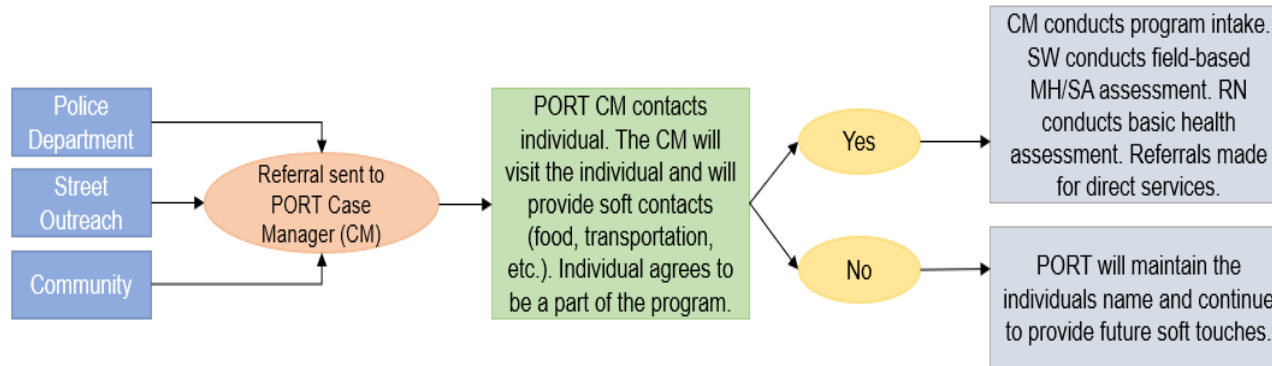 Police
Department
Street
Outreach
Community
Referral sent to
PORT Case
Manager (CM)
PORT CM contacts
individual. The CM will
visit the individual and will
provide soft contacts
(food, transportation,
etc.). Individual agrees to
be a part of the program.
Yes
No
CM conducts program intake.
SW conducts field-based
MH/SA assessment. RN
conducts basic health
assessment. Referrals made
for direct services.
PORT will maintain the
individuals name and continue
to provide future soft touches.